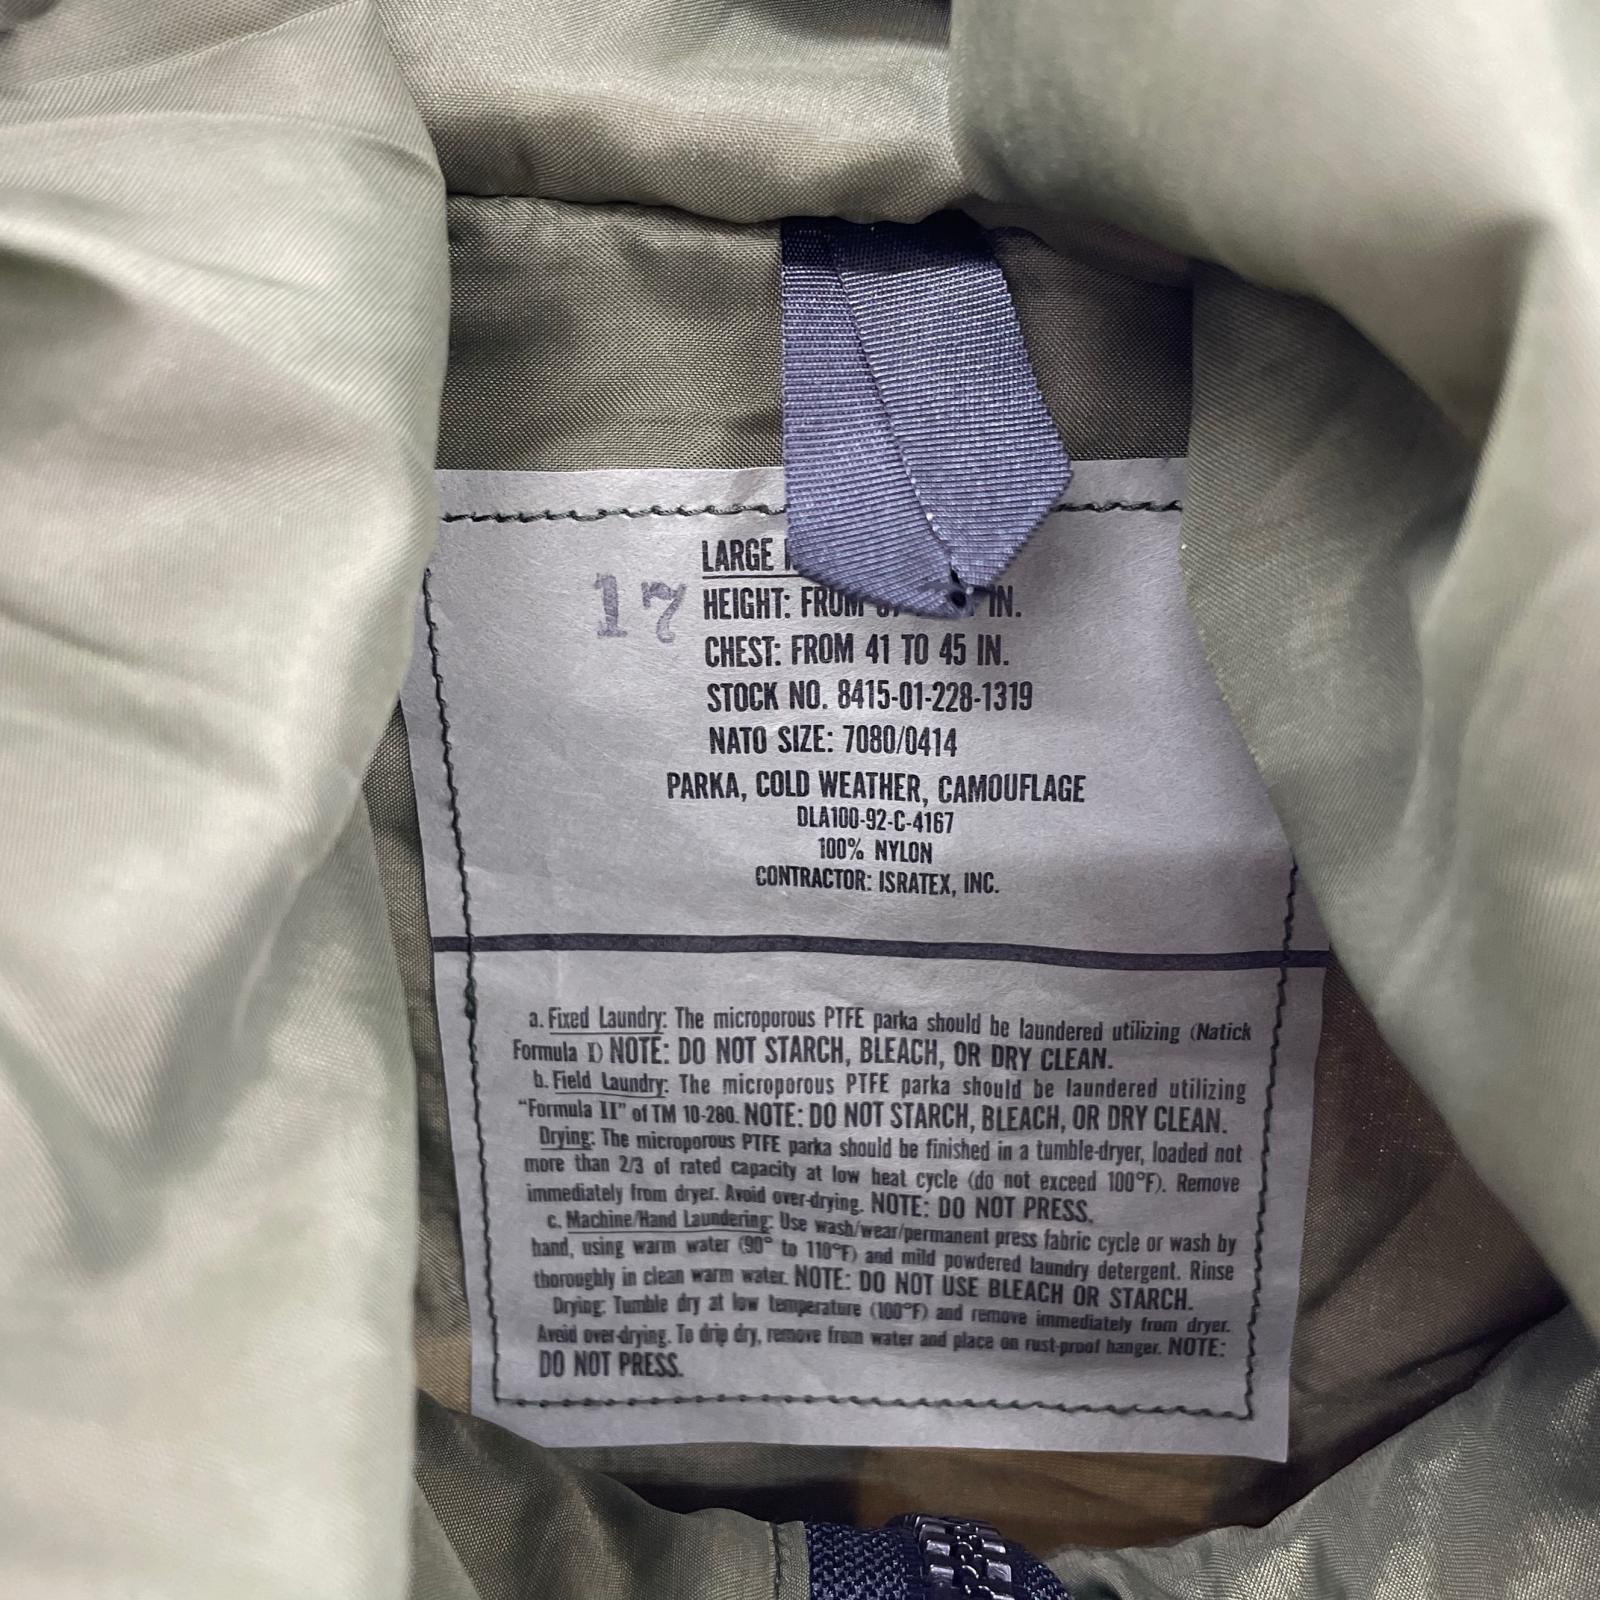 LARGE
17
HEIGHT: FROM IN.
CHEST: FROM 41 TO 45 IN.
STOCK NO. 8415-01-228-1319
NATO SIZE: 7080/0414
PARKA, COLD WEATHER, CAMOUFLAGE
DLA100-92-C-4167
100% NYLON
CONTRACTOR: ISRATEX, INC.
a. Fixed Laundry: The microporous PTFE parka should be laundered utilizing (Natick
Formula I) NOTE: DO NOT STARCH, BLEACH, OR DRY CLEAN.
b. Field Laundry: The microporous PTFE parka should be laundered utilizing
"Formula II" of TM 10-280. NOTE: DO NOT STARCH, BLEACH, OR DRY CLEAN.
Drying: The microporous PTFE parka should be finished in a tumble-dryer, loaded not
more than 2/3 of rated capacity at low heat cycle (do not exceed 100°F). Remove
immediately from dryer. Avoid over-drying. NOTE: DO NOT PRESS.
c. Machine/Hand Laundering: Use wash/wear/permanent press fabric cycle or wash by
hand, using warm water (90° to 110°F) and mild powdered laundry detergent. Rinse
thoroughly in clean warm water. NOTE: DO NOT USE BLEACH OR STARCH.
Drying: Tumble dry at low temperature (100°F) and remove immediately from dryer.
Avoid over-drying. To drip dry, remove from water and place on rust-proof hanger. NOTE:
DO NOT PRESS.